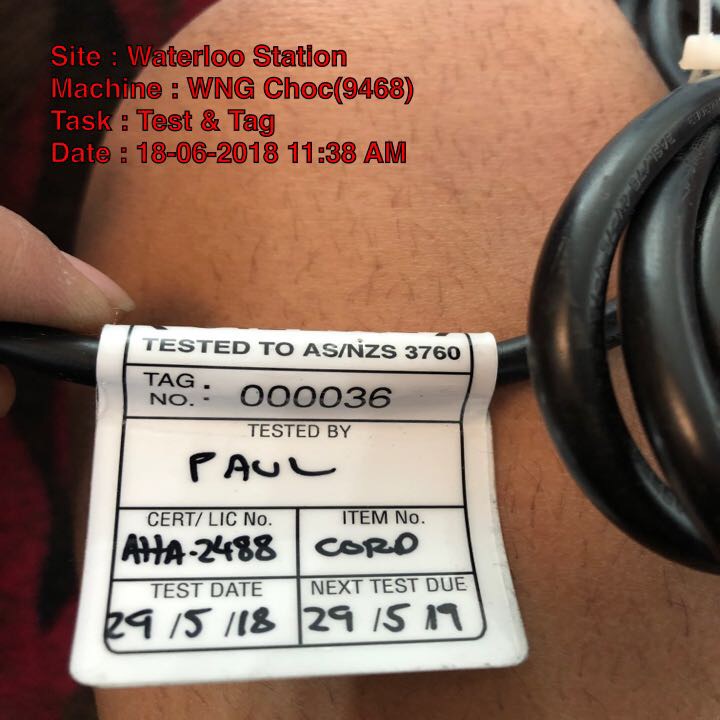 Site : Waterloo Station
Machine : WNG Choc(9468)
Task : Test & Tag
Date : 18-06-2018 11:38 AM
TESTED TO AS/NZS 3760
TAG NO. : 000036
TESTED BY
PAUL
CERT/ LIC No. ITEM No.
AHA-2488 CORD
TEST DATE NEXT TEST DUE
29/5/18 29/5/19